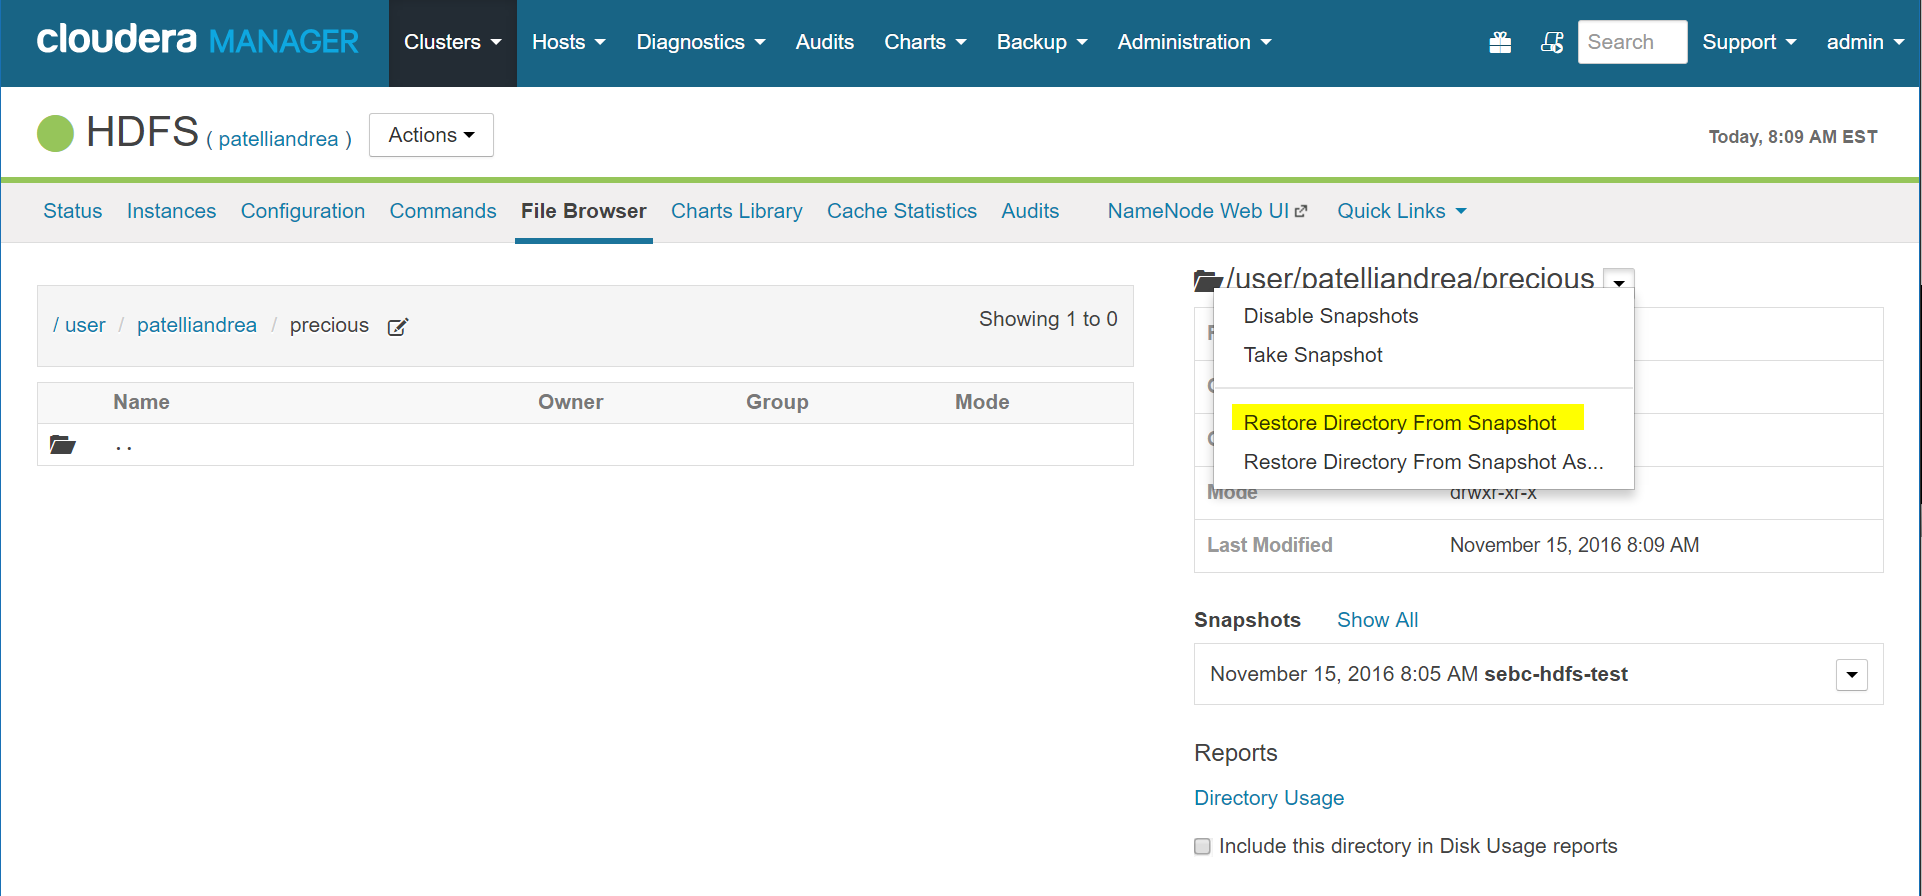 cloudera MANAGER Clusters Hosts Diagnostics Audits Charts Backup Administration Search Support admin
HDFS ( patelliandrea ) Actions Today, 8:09 AM EST
Status Instances Configuration Commands File Browser Charts Library Cache Statistics Audits NameNode Web UI Quick Links
/ user / patelliandrea / precious Showing 1 to 0
Name Owner Group Mode
..
/user/patelliandrea/precious
Disable Snapshots
Take Snapshot
Restore Directory From Snapshot
Restore Directory From Snapshot As...
Mode drwxr-xr-x
Last Modified November 15, 2016 8:09 AM
Snapshots Show All
November 15, 2016 8:05 AM sebc-hdfs-test
Reports
Directory Usage
Include this directory in Disk Usage reports